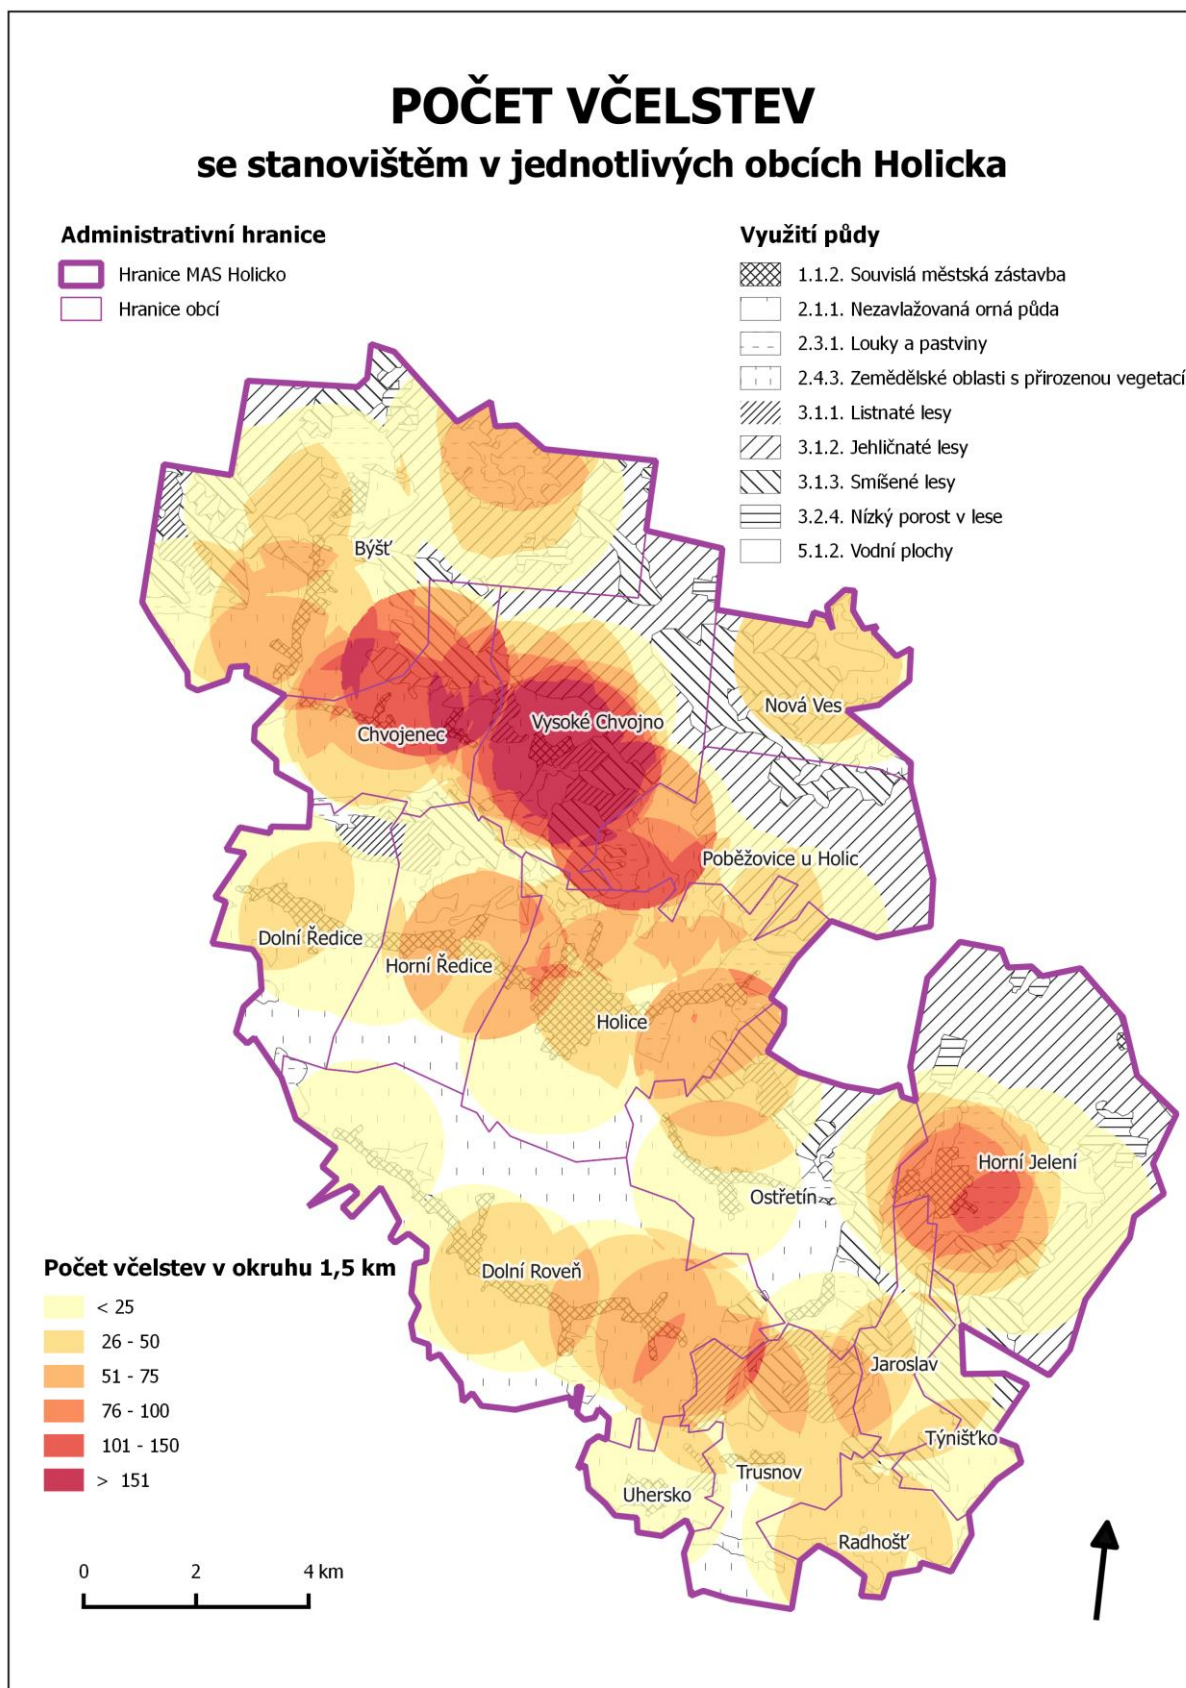 POČET VČELSTEV
se stanovištěm v jednotlivých obcích Holicka
Administrativní hranice
Hranice MAS Holicko
Hranice obcí
Využití půdy
1.1.2. Souvislá městská zástavba
2.1.1. Nezavlažovaná orná půda
2.3.1. Louky a pastviny
2.4.3. Zemědělské oblasti s přirozenou vegetací
3.1.1. Listnaté lesy
3.1.2. Jehličnaté lesy
3.1.3. Smíšené lesy
3.2.4. Nízký porost v lese
5.1.2. Vodní plochy
Býšť
Nová Ves
Vysoké Chvojno
Chvojenec
Poběžovice u Holic
Dolní Ředice
Horní Ředice
Holice
Horní Jelení
Ostřetín
Dolní Roveň
Jaroslav
Týnišťko
Trusnov
Uhersko
Radhošť
Počet včelstev v okruhu 1,5 km
< 25
26 - 50
51 - 75
76 - 100
101 - 150
> 151
0 2 4 km